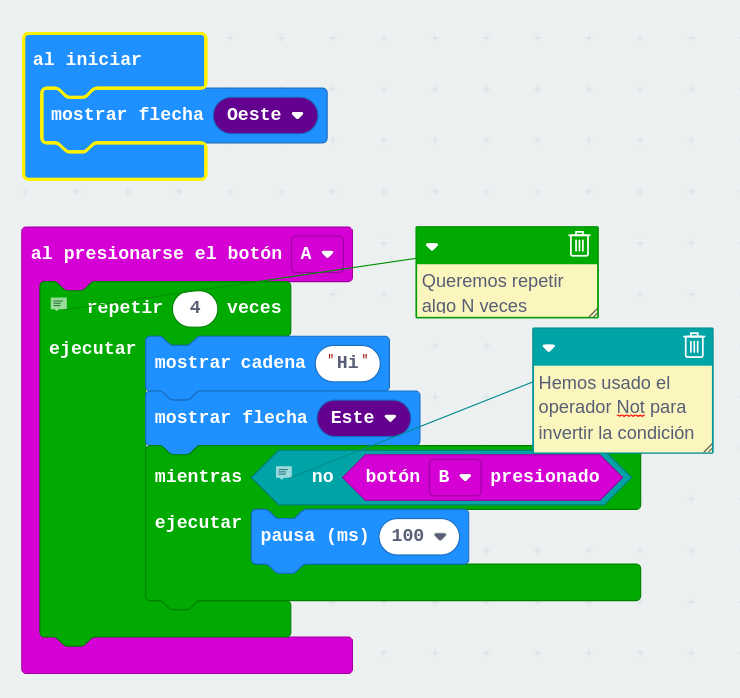 al iniciar
mostrar flecha Oeste
al presionarse el botón A
repetir 4 veces
Queremos repetir
algo N veces
ejecutar
mostrar cadena "Hi"
mostrar flecha Este
Hemos usado el
operador Not para
invertir la condición
mientras no botón B presionado
ejecutar pausa (ms) 100